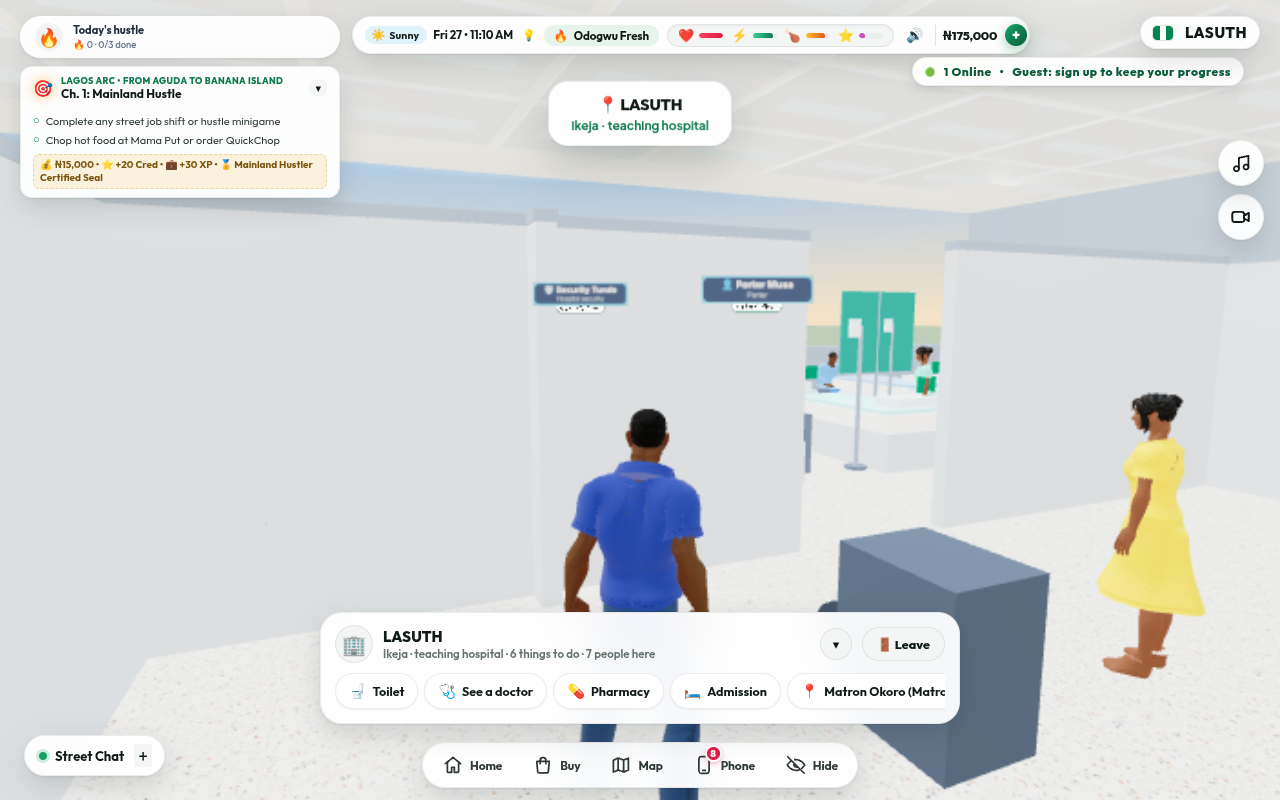 Today's hustle
0 · 0/3 done
Sunny
Fri 27 • 11:10 AM
Odogwu Fresh
₦175,000
+
LASUTH
1 Online • Guest: sign up to keep your progress
LAGOS ARC • FROM AGUDA TO BANANA ISLAND
Ch. 1: Mainland Hustle
Complete any street job shift or hustle minigame
Chop hot food at Mama Put or order QuickChop
₦15,000 • +20 Cred • +30 XP • Mainland Hustler
Certified Seal
LASUTH
Ikeja · teaching hospital
Security Tunde
Hospital security
Porter Musa
Porter
LASUTH
Ikeja · teaching hospital · 6 things to do · 7 people here
Leave
Toilet
See a doctor
Pharmacy
Admission
Matron Okoro (Matro
Street Chat +
Home
Buy
Map
8
Phone
Hide